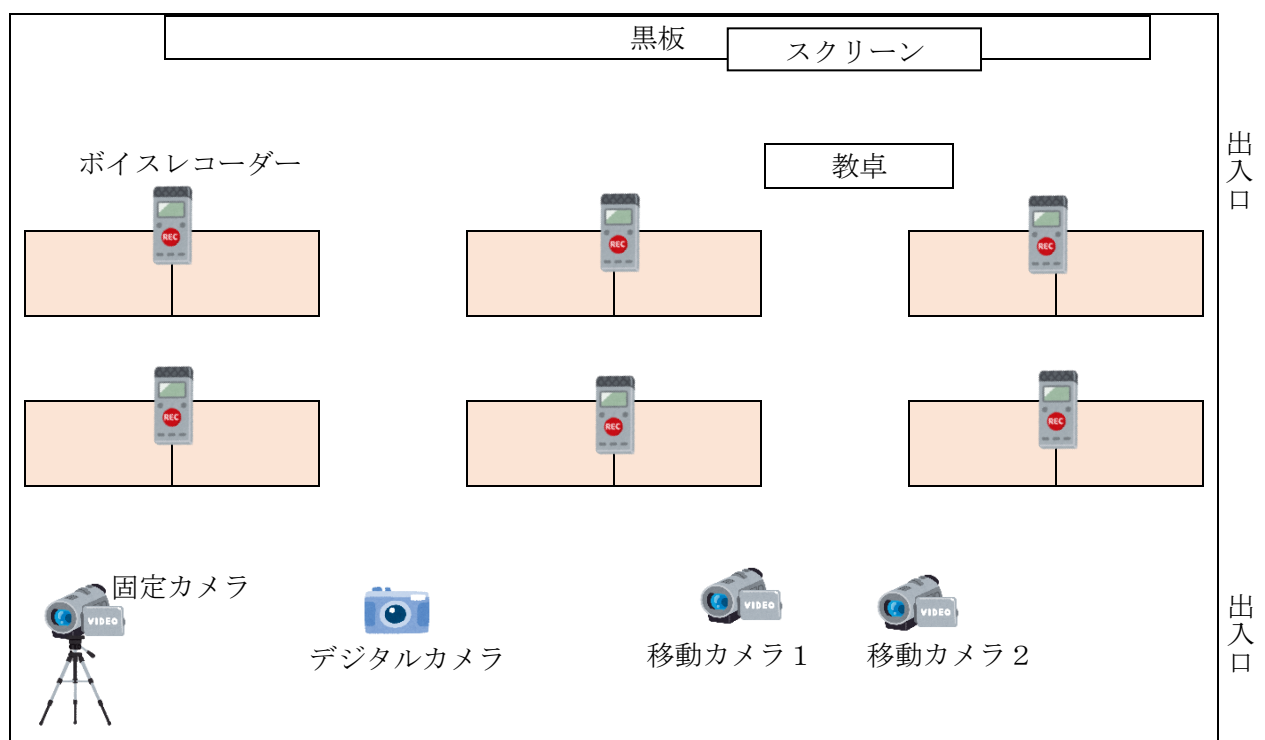 黒板
スクリーン
出入口
ボイスレコーダー
教卓
REC
REC
REC
REC
REC
REC
固定カメラ
VIDEO
VIDEO
VIDEO
デジタルカメラ
移動カメラ１
移動カメラ２
出入口